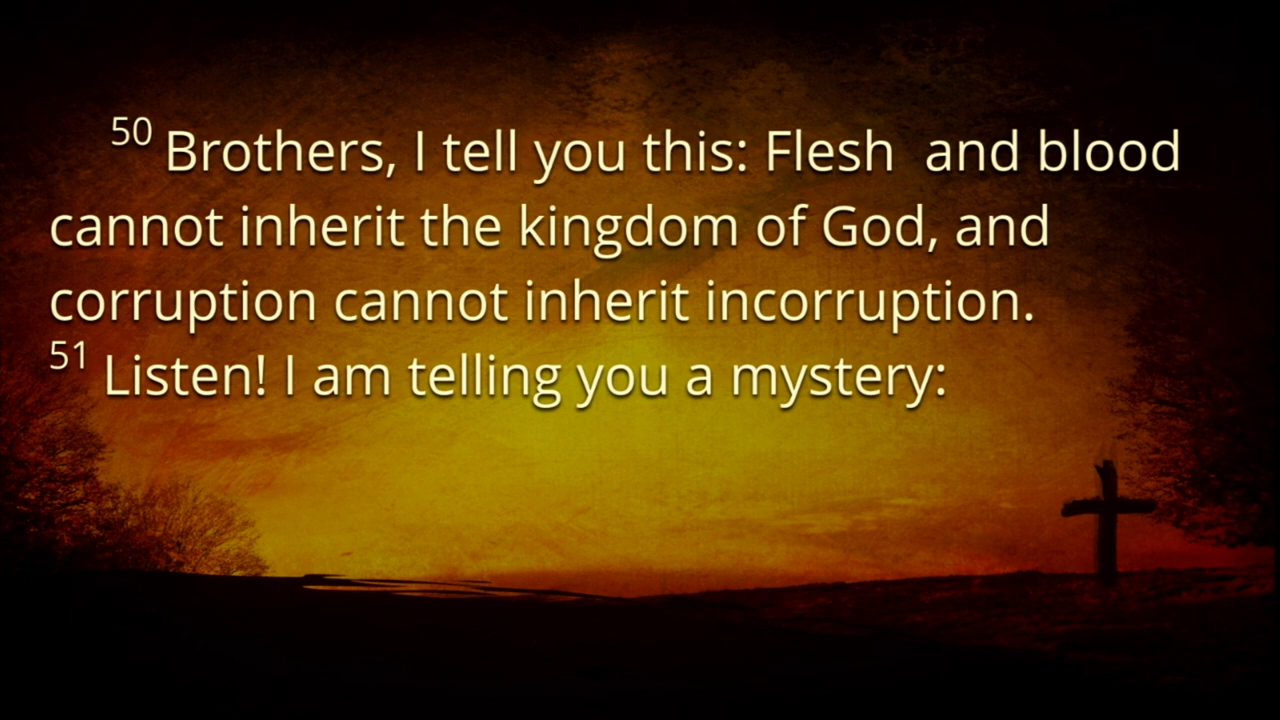 50 Brothers, I tell you this: Flesh and blood
cannot inherit the kingdom of God, and
corruption cannot inherit incorruption.
51 Listen! I am telling you a mystery: